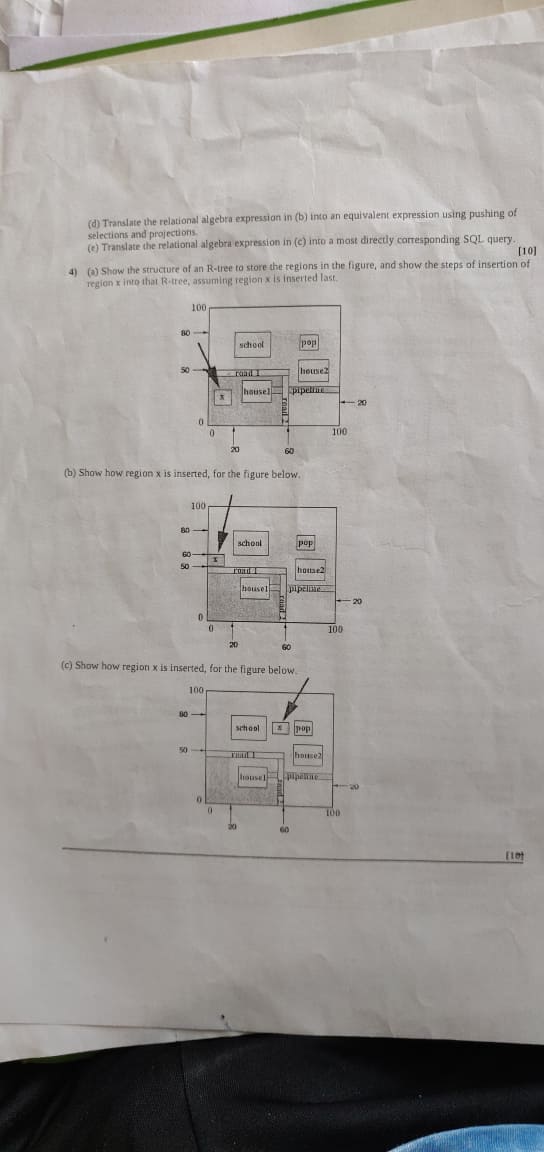 (d) Translate the relational algebra expression in (b) into an equivalent expression using pushing of
selections and projections.
(e) Translate the relational algebra expression in (c) into a most directly corresponding SQL query.
[10]
4) (a) Show the structure of an R-tree to store the regions in the figure, and show the steps of insertion of
region x into that R-tree, assuming region x is inserted last.
100
80
school pop
50 road 1 house2
house1 pipeline
x road 2 20
0
0 100
20 60
(b) Show how region x is inserted, for the figure below.
100
80
school pop
60 x
50 road 1 house2
house1 pipeline
road 2 20
0
0 100
20 60
(c) Show how region x is inserted, for the figure below.
100
80
school x pop
50 road 1 house2
house1 pipeline
road 2 20
0
0 100
20 60
[10]